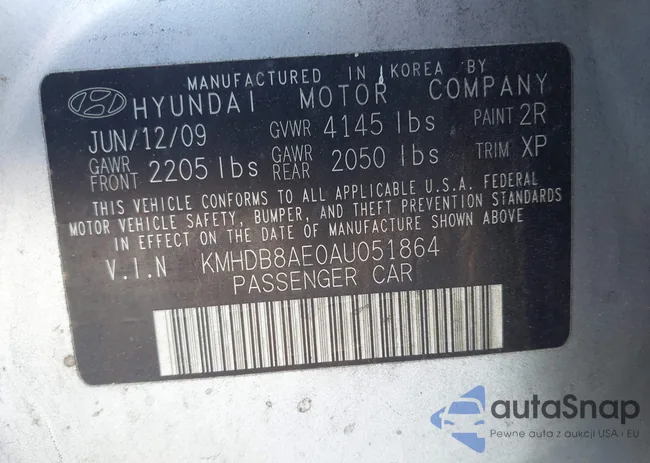 MANUFACTURED IN KOREA BY
HYUNDAI MOTOR COMPANY
JUN/12/09 GVWR 4145 lbs PAINT 2R
GAWR FRONT 2205 lbs GAWR REAR 2050 lbs TRIM XP
THIS VEHICLE CONFORMS TO ALL APPLICABLE U.S.A. FEDERAL
MOTOR VEHICLE SAFETY, BUMPER, AND THEFT PREVENTION
STANDARDS IN EFFECT ON THE DATE OF MANUFACTURE SHOWN ABOVE
V.I.N KMHDB8AE0AU051864
PASSENGER CAR
autaSnap
Pewne auta z aukcji USA i EU